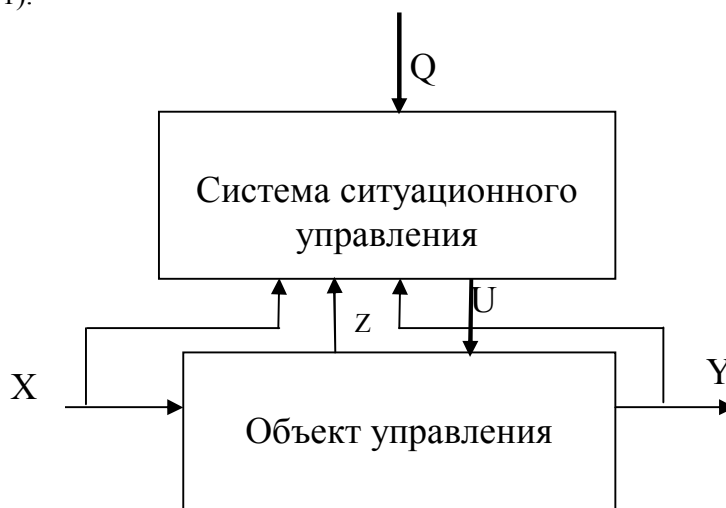 1).
Q
Система ситуационного
управления
U
Z
X
Y
Объект управления